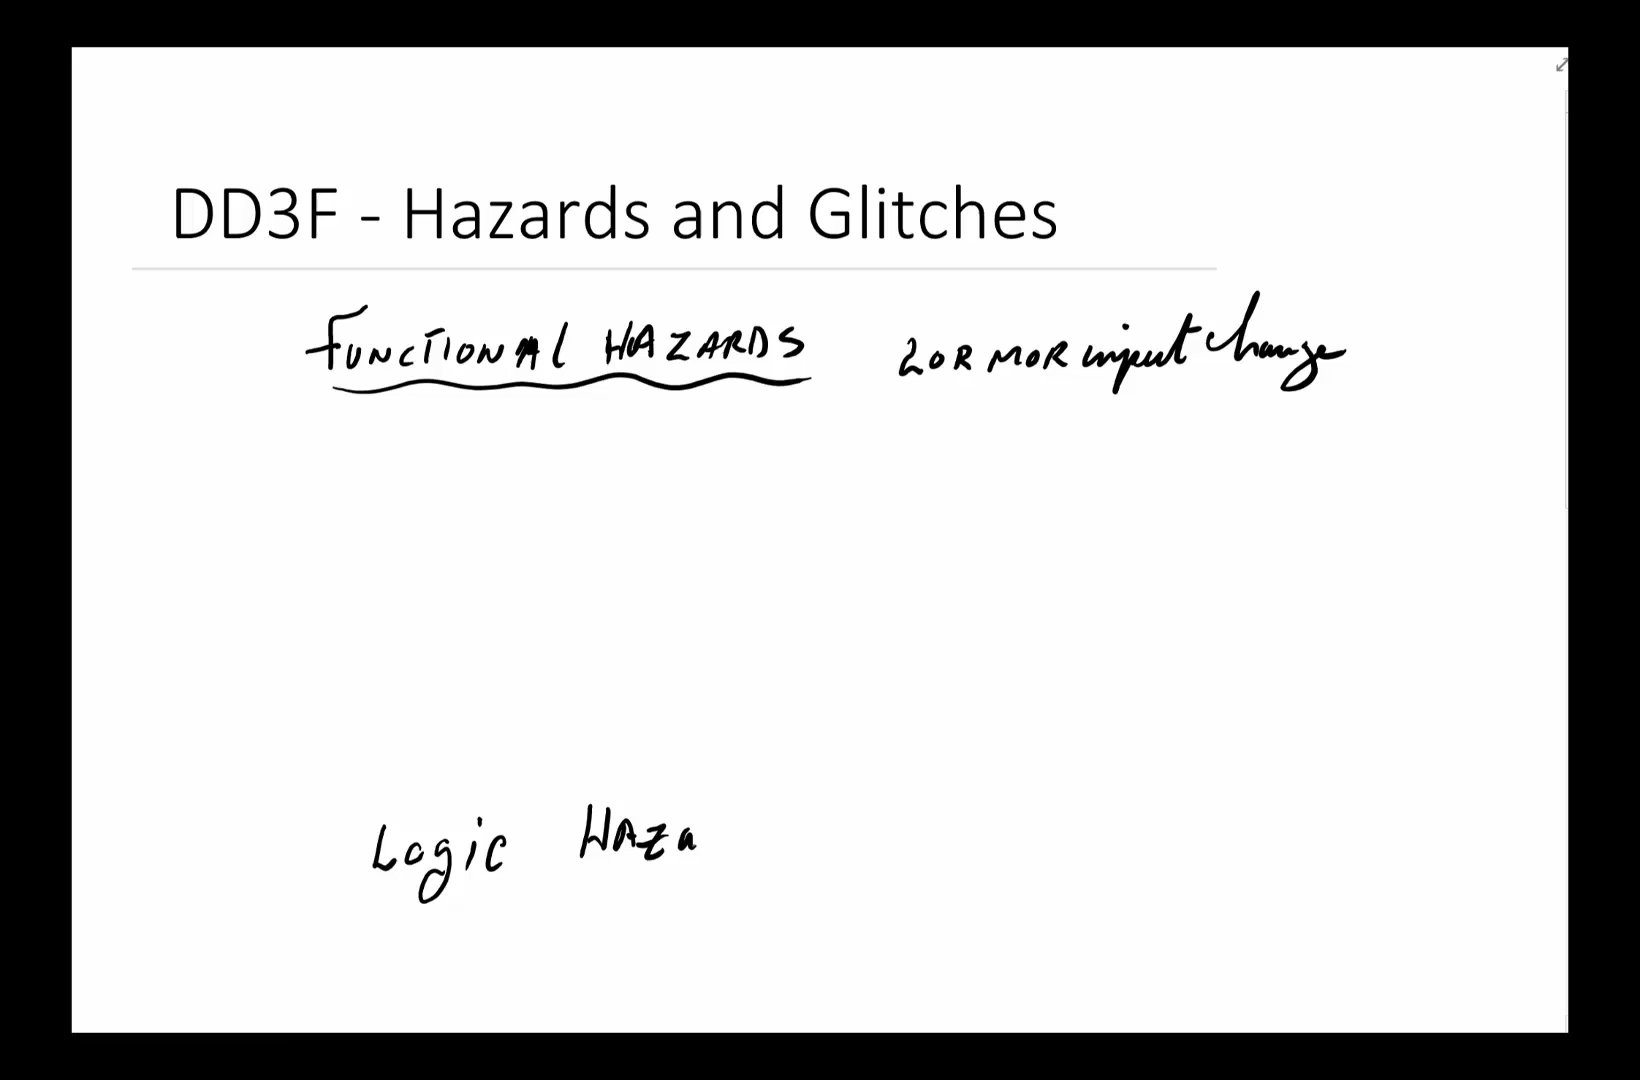 DD3F - Hazards and Glitches
FUNCTIONAL HAZARDS 2 OR MOR input change
Logic Haza